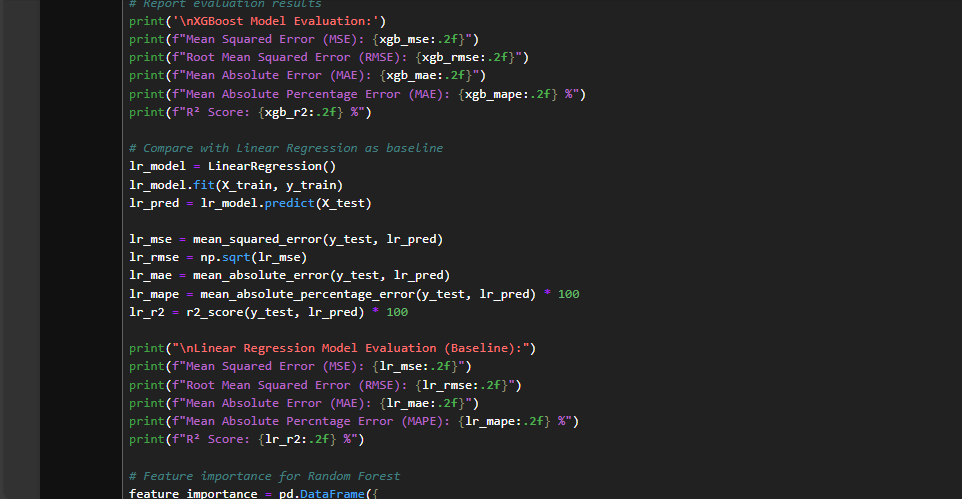 # Report evaluation results
print('\nXGBoost Model Evaluation:')
print(f"Mean Squared Error (MSE): {xgb_mse:.2f}")
print(f"Root Mean Squared Error (RMSE): {xgb_rmse:.2f}")
print(f"Mean Absolute Error (MAE): {xgb_mae:.2f}")
print(f"Mean Absolute Percentage Error (MAE): {xgb_mape:.2f} %")
print(f"R² Score: {xgb_r2:.2f} %")
# Compare with Linear Regression as baseline
lr_model = LinearRegression()
lr_model.fit(X_train, y_train)
lr_pred = lr_model.predict(X_test)
lr_mse = mean_squared_error(y_test, lr_pred)
lr_rmse = np.sqrt(lr_mse)
lr_mae = mean_absolute_error(y_test, lr_pred)
lr_mape = mean_absolute_percentage_error(y_test, lr_pred) * 100
lr_r2 = r2_score(y_test, lr_pred) * 100
print("\nLinear Regression Model Evaluation (Baseline):")
print(f"Mean Squared Error (MSE): {lr_mse:.2f}")
print(f"Root Mean Squared Error (RMSE): {lr_rmse:.2f}")
print(f"Mean Absolute Error (MAE): {lr_mae:.2f}")
print(f"Mean Absolute Percntage Error (MAPE): {lr_mape:.2f} %")
print(f"R² Score: {lr_r2:.2f} %")
# Feature importance for Random Forest
feature_importance = pd.DataFrame({